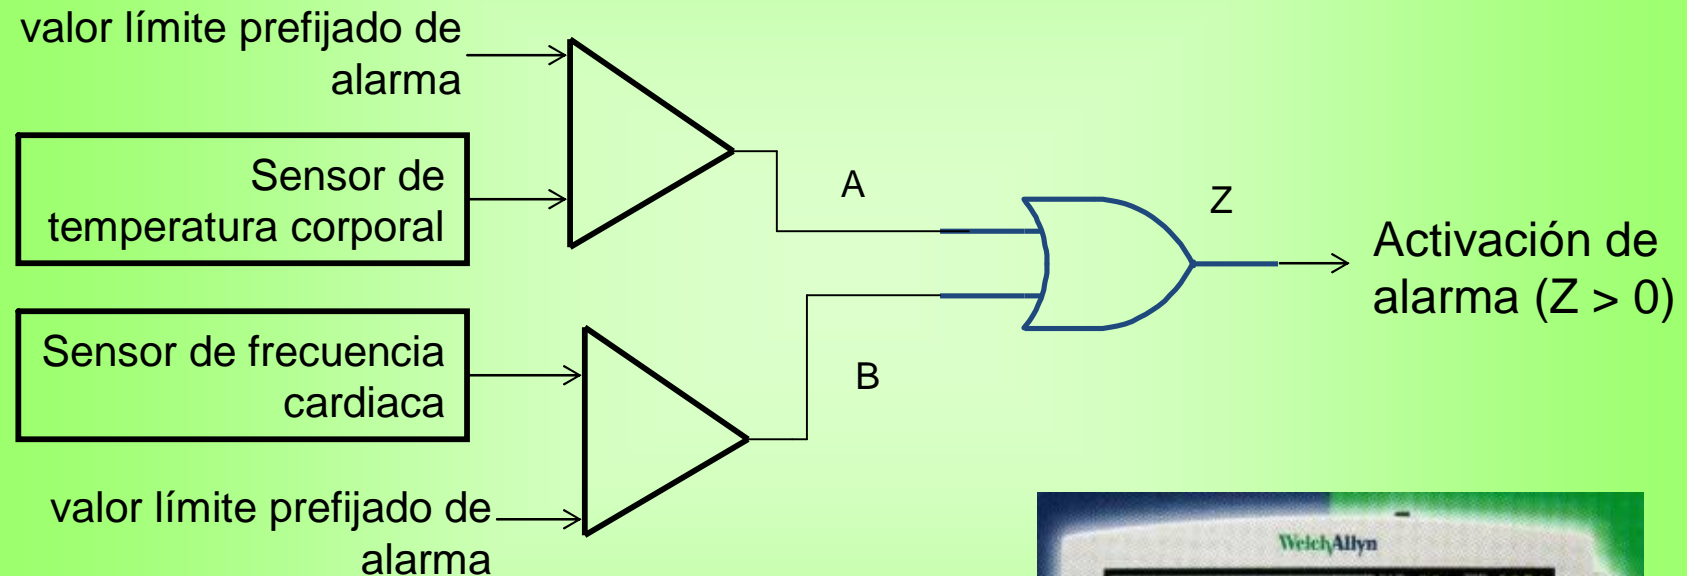 valor límite prefijado de
alarma
Sensor de
temperatura corporal
A
Z
Activación de
alarma (Z > 0)
Sensor de frecuencia
cardiaca
B
valor límite prefijado de
alarma
WelchAllyn